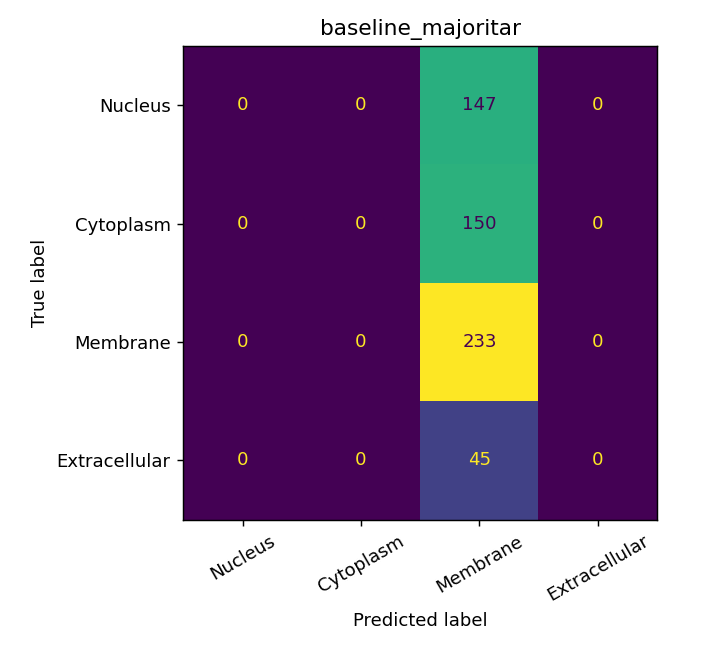 baseline_majoritar
True label
Nucleus 0 0 147 0
Cytoplasm 0 0 150 0
Membrane 0 0 233 0
Extracellular 0 0 45 0
Nucleus Cytoplasm Membrane Extracellular
Predicted label